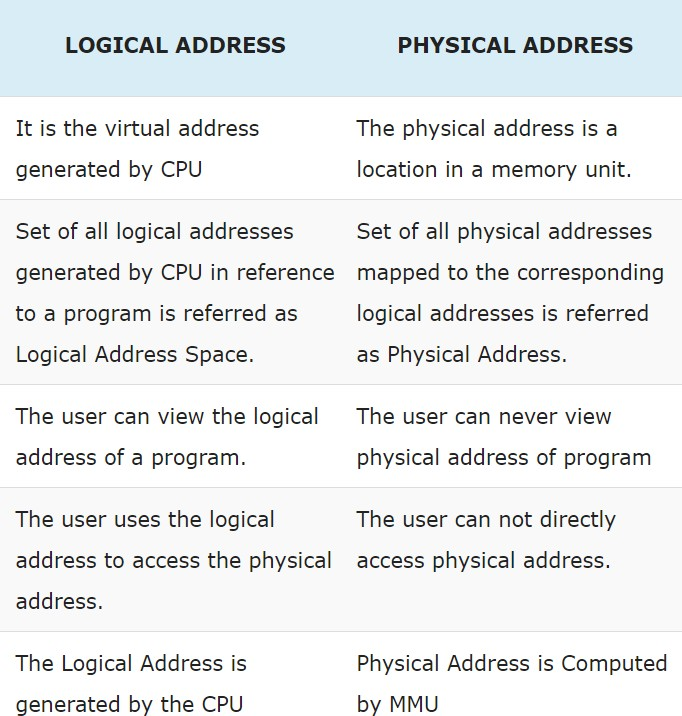 LOGICAL ADDRESS
PHYSICAL ADDRESS
It is the virtual address
generated by CPU
The physical address is a
location in a memory unit.
Set of all logical addresses
generated by CPU in reference
to a program is referred as
Logical Address Space.
Set of all physical addresses
mapped to the corresponding
logical addresses is referred
as Physical Address.
The user can view the logical
address of a program.
The user can never view
physical address of program
The user uses the logical
address to access the physical
address.
The user can not directly
access physical address.
The Logical Address is
generated by the CPU
Physical Address is Computed
by MMU